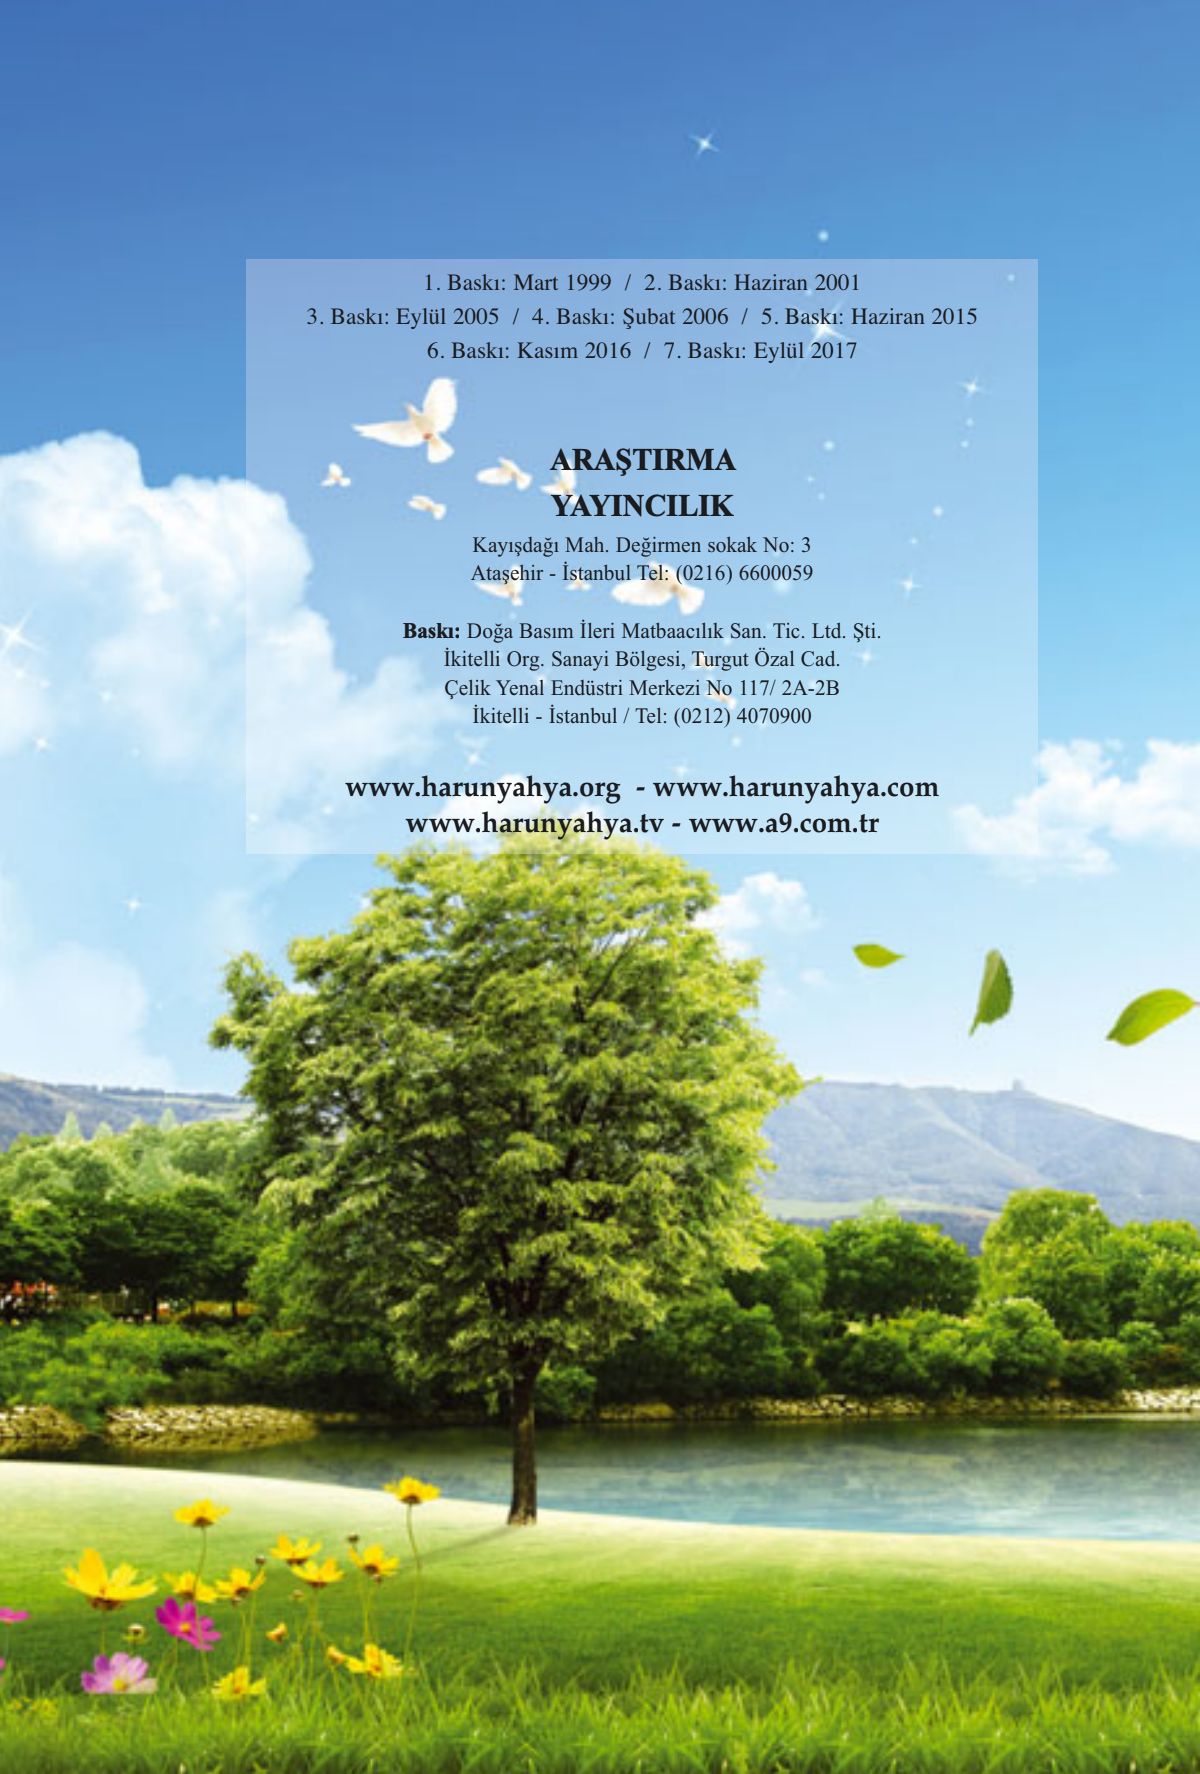 1. Baskı: Mart 1999 / 2. Baskı: Haziran 2001
3. Baskı: Eylül 2005 / 4. Baskı: Şubat 2006 / 5. Baskı: Haziran 2015
6. Baskı: Kasım 2016 / 7. Baskı: Eylül 2017
ARAŞTIRMA
YAYINCILIK
Kayışdağı Mah. Değirmen sokak No: 3
Ataşehir - İstanbul Tel: (0216) 6600059
Baskı: Doğa Basım İleri Matbaacılık San. Tic. Ltd. Şti.
İkitelli Org. Sanayi Bölgesi, Turgut Özal Cad.
Çelik Yenal Endüstri Merkezi No 117/ 2A-2B
İkitelli - İstanbul / Tel: (0212) 4070900
www.harunyahya.org - www.harunyahya.com
www.harunyahya.tv - www.a9.com.tr